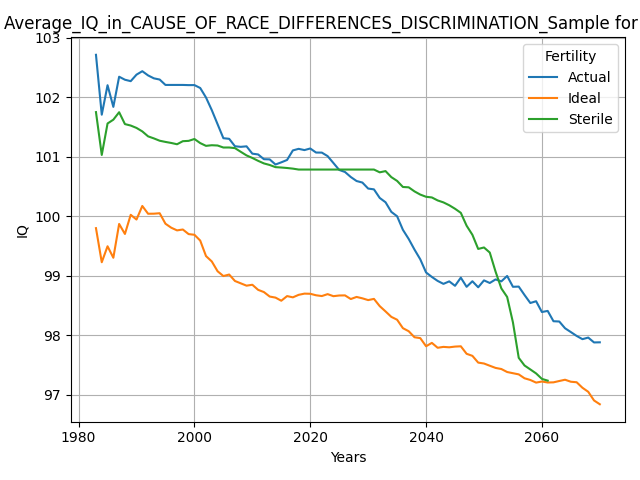 Average_IQ_in_CAUSE_OF_RACE_DIFFERENCES_DISCRIMINATION_Sample for
103
102
101
100
99
98
97
IQ
Fertility
Actual
Ideal
Sterile
1980
2000
2020
2040
2060
Years